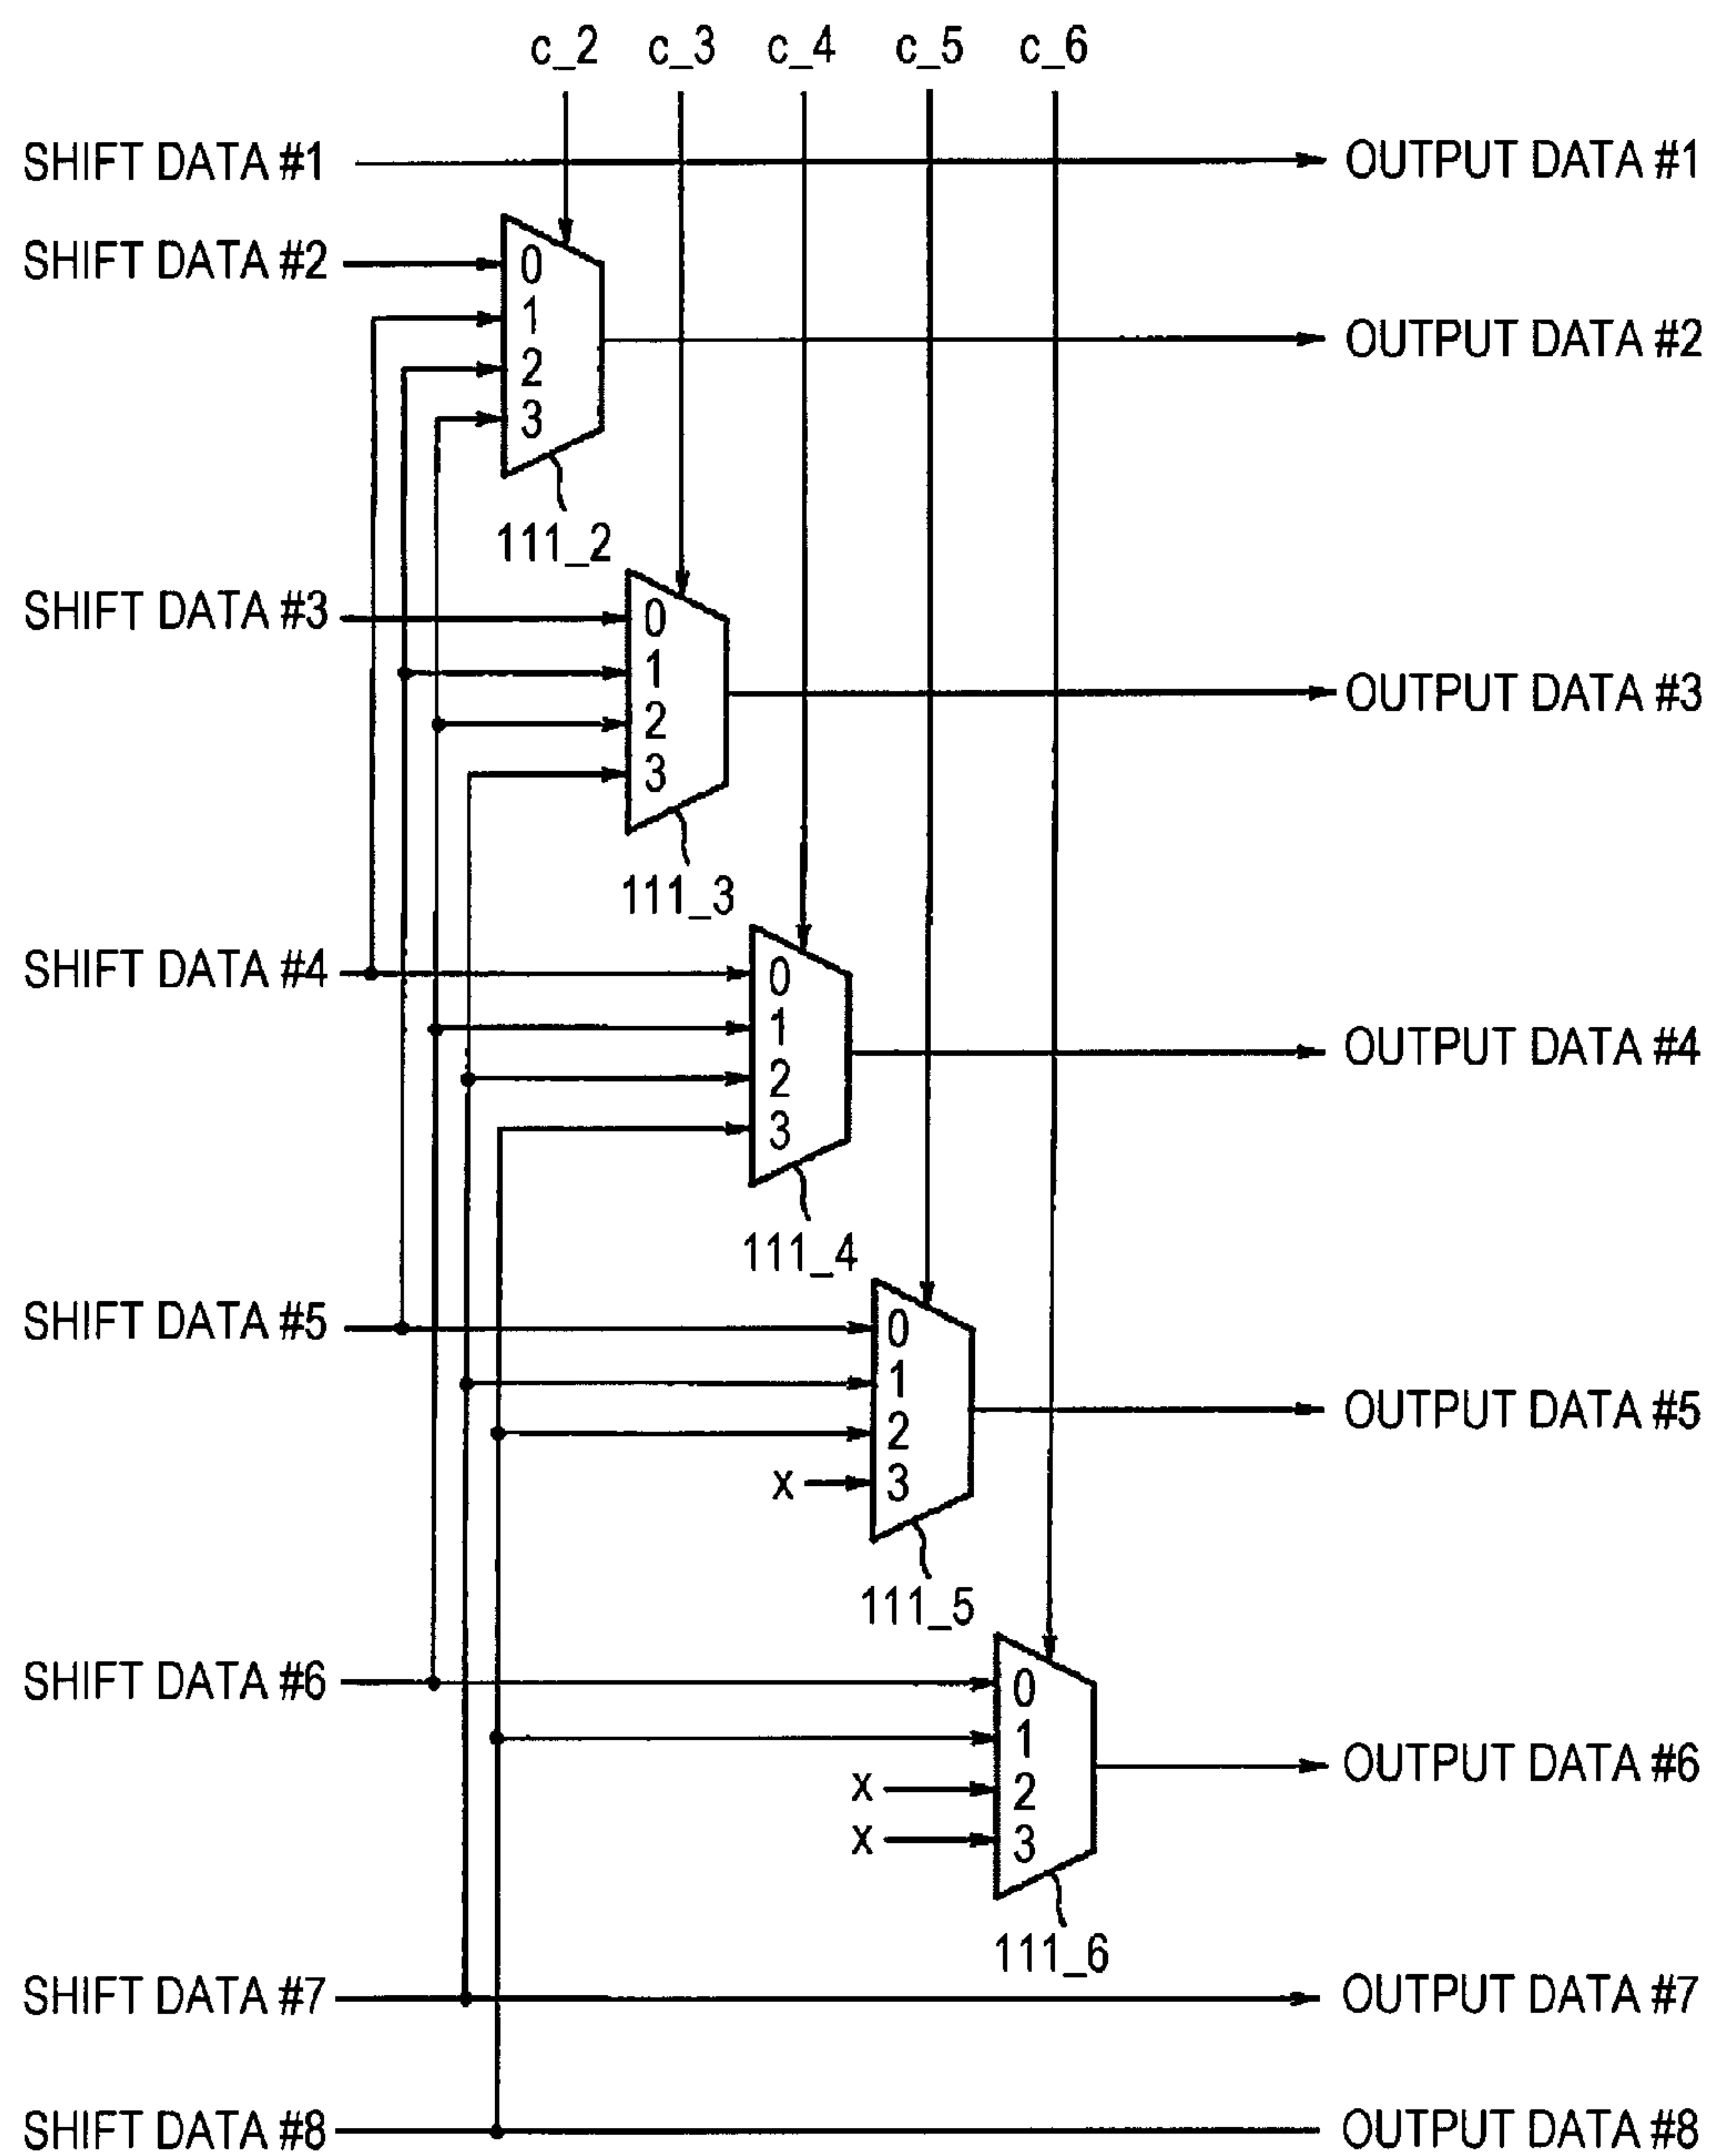 c_2 c_3 c_4 c_5 c_6
SHIFT DATA #1 OUTPUT DATA #1
SHIFT DATA #2 0
1
OUTPUT DATA #2
2
3
111_2
SHIFT DATA #3 0
1
OUTPUT DATA #3
2
3
111_3
SHIFT DATA #4 0
1
OUTPUT DATA #4
2
3
111_4
SHIFT DATA #5 0
1
OUTPUT DATA #5
2
x 3
111_5
SHIFT DATA #6 0
1
OUTPUT DATA #6
x 2
x 3
111_6
SHIFT DATA #7 OUTPUT DATA #7
SHIFT DATA #8 OUTPUT DATA #8